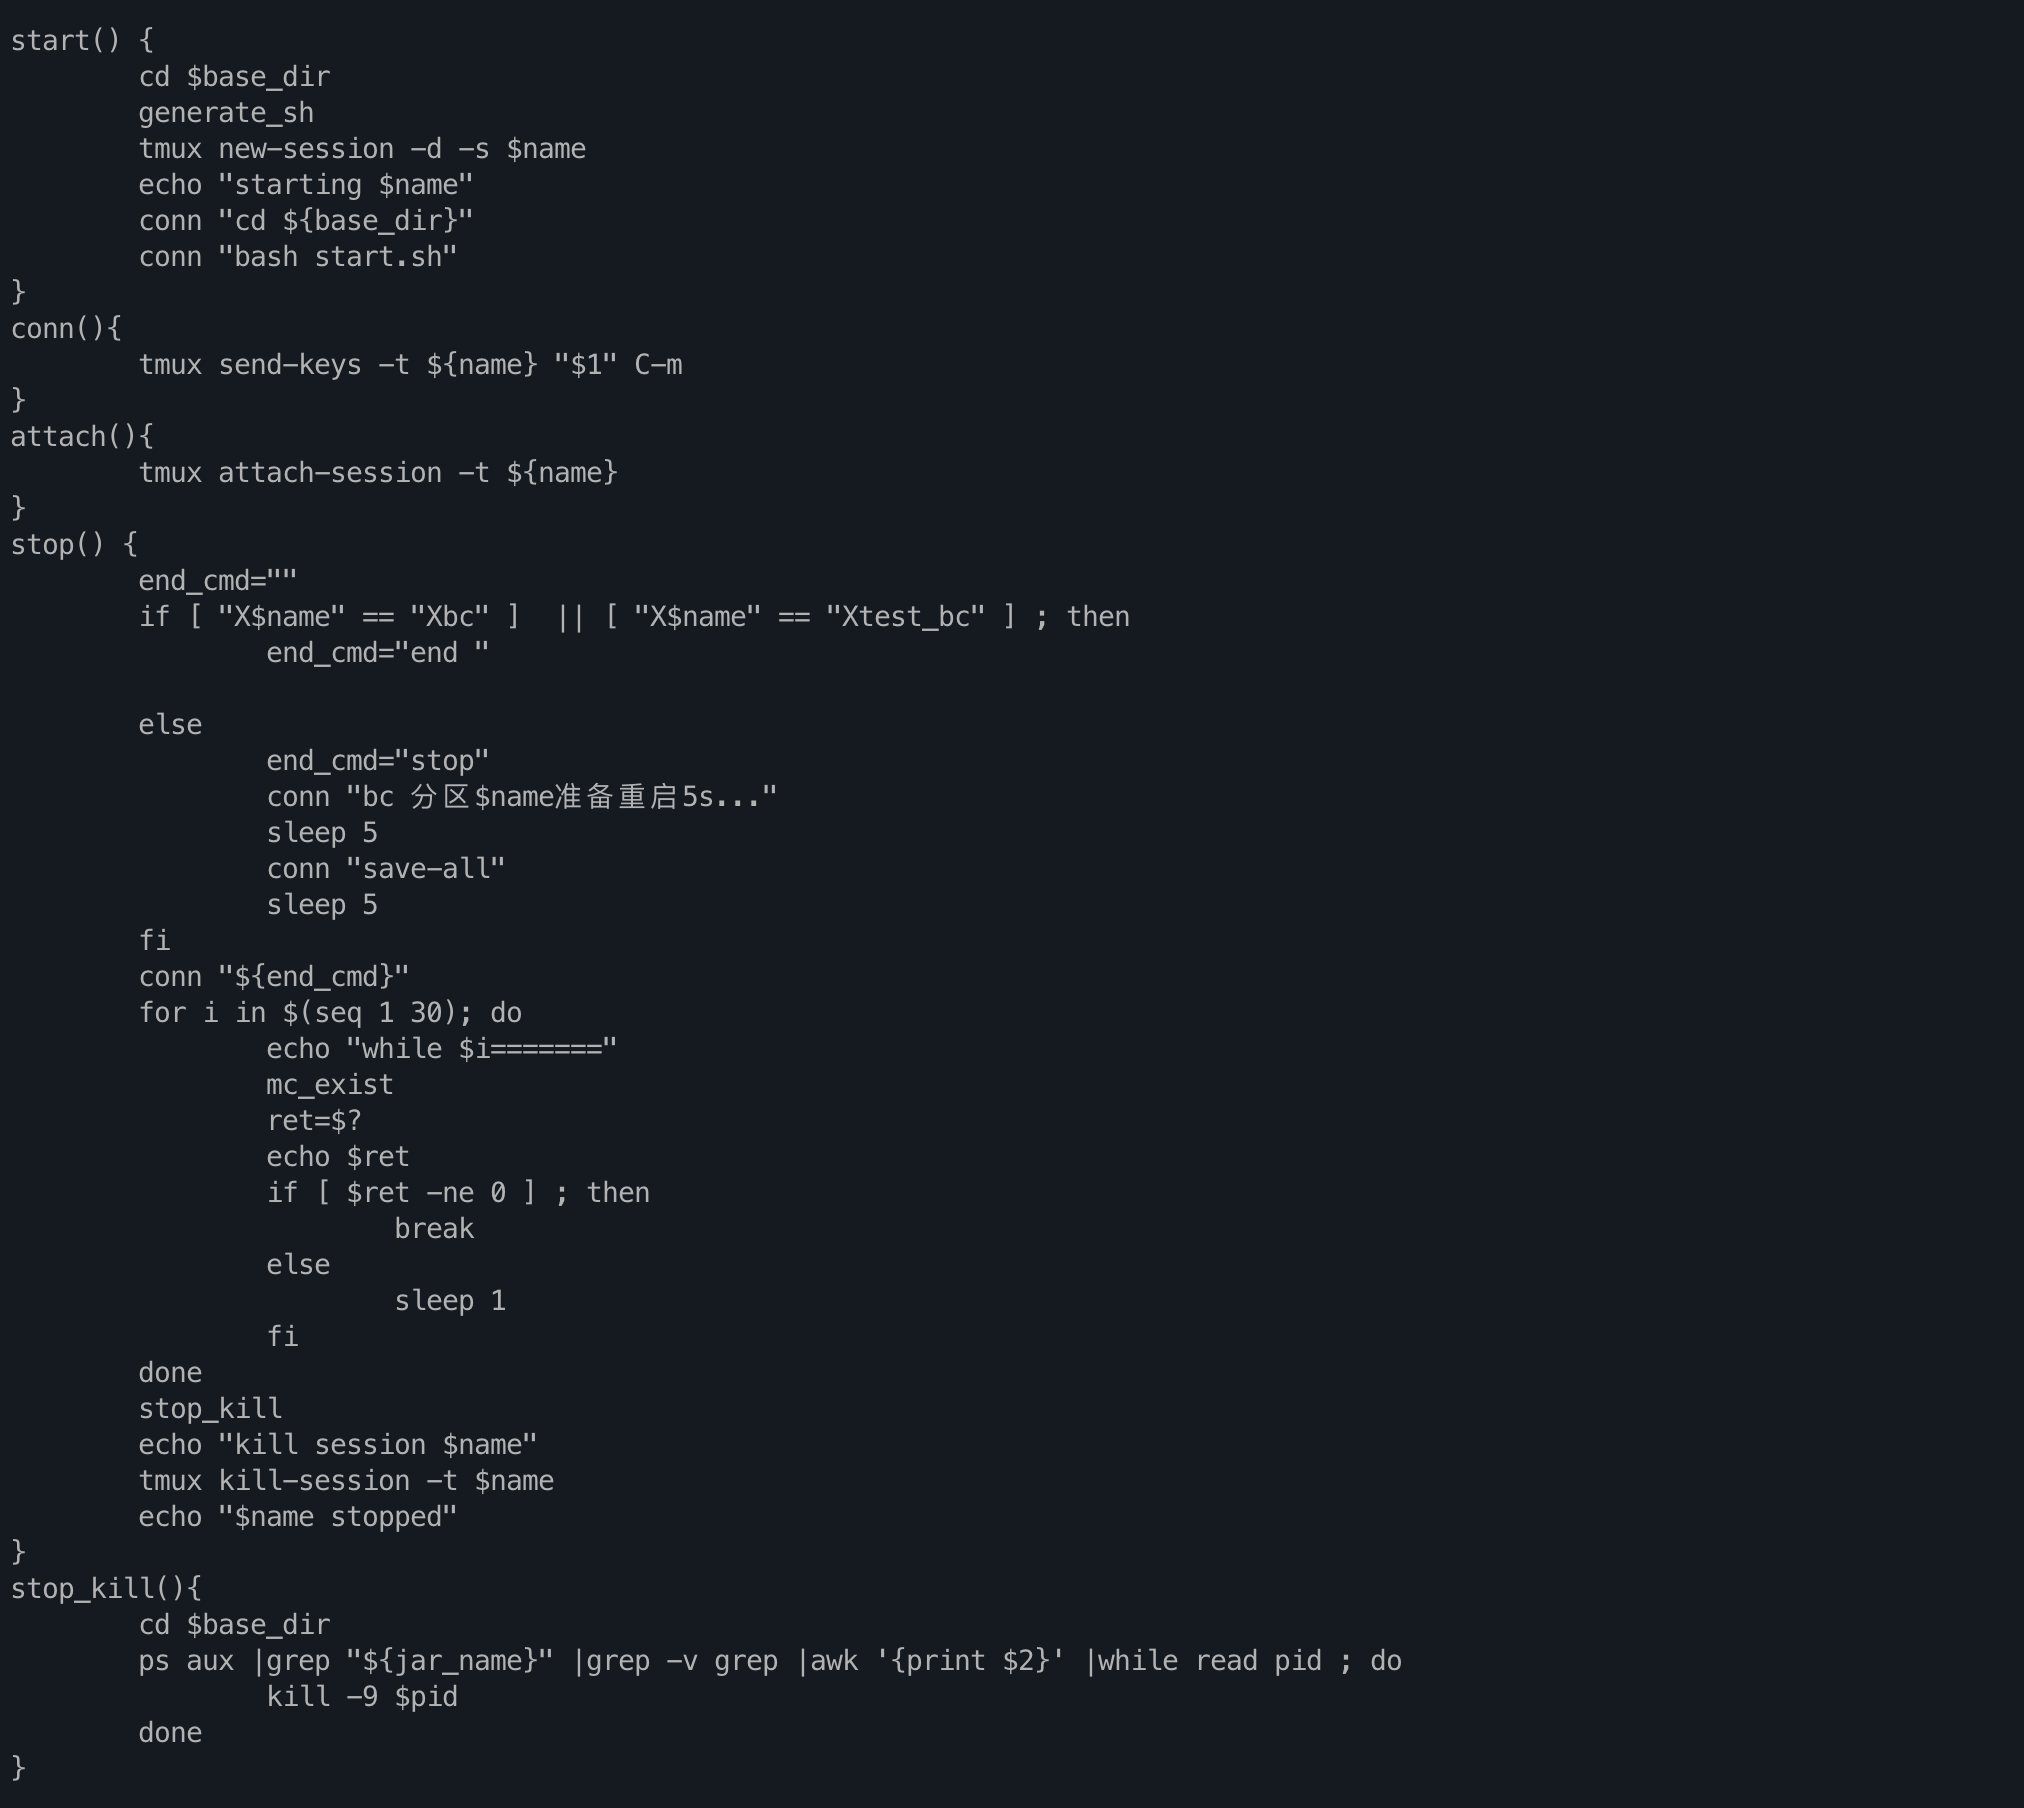 start() {
        cd $base_dir
        generate_sh
        tmux new-session -d -s $name
        echo "starting $name"
        conn "cd ${base_dir}"
        conn "bash start.sh"
}
conn(){
        tmux send-keys -t ${name} "$1" C-m
}
attach(){
        tmux attach-session -t ${name}
}
stop() {
        end_cmd=""
        if [ "X$name" == "Xbc" ]  || [ "X$name" == "Xtest_bc" ] ; then
                end_cmd="end "

        else
                end_cmd="stop"
                conn "bc 分区$name准备重启5s..."
                sleep 5
                conn "save-all"
                sleep 5
        fi
        conn "${end_cmd}"
        for i in $(seq 1 30); do
                echo "while $i======="
                mc_exist
                ret=$?
                echo $ret
                if [ $ret -ne 0 ] ; then
                        break
                else
                        sleep 1
                fi
        done
        stop_kill
        echo "kill session $name"
        tmux kill-session -t $name
        echo "$name stopped"
}
stop_kill(){
        cd $base_dir
        ps aux |grep "${jar_name}" |grep -v grep |awk '{print $2}' |while read pid ; do
                kill -9 $pid
        done
}